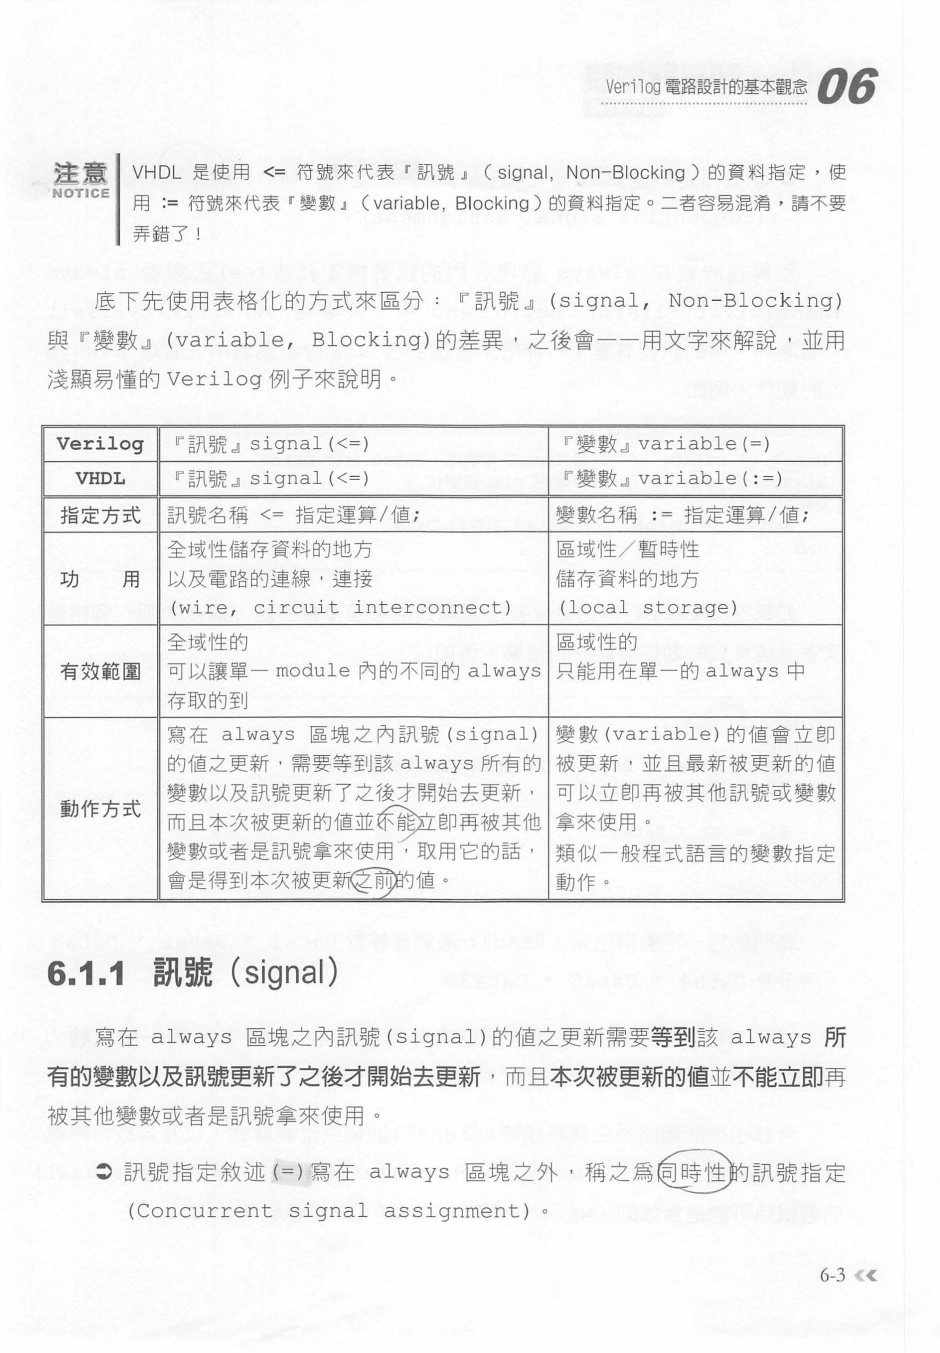 Verilog 電路設計的基本觀念 06
注意 VHDL 是使用 <= 符號來代表『訊號』（signal, Non-Blocking）的資料指定，使
NOTICE 用 := 符號來代表『變數』（variable, Blocking）的資料指定。二者容易混淆，請不要
弄錯了！
底下先使用表格化的方式來區分：『訊號』(signal, Non-Blocking)
與『變數』(variable, Blocking)的差異，之後會一一用文字來解說，並用
淺顯易懂的 Verilog 例子來說明。
Verilog 『訊號』signal(<=) 『變數』variable(=)
VHDL 『訊號』signal(<=) 『變數』variable(:=)
指定方式 訊號名稱 <= 指定運算/值; 變數名稱 := 指定運算/值;
功 用
全域性儲存資料的地方
以及電路的連線，連接
(wire, circuit interconnect)
區域性／暫時性
儲存資料的地方
(local storage)
有效範圍
全域性的
可以讓單一 module 內的不同的 always
存取的到
區域性的
只能用在單一的 always 中
動作方式
寫在 always 區塊之內訊號(signal)
的值之更新，需要等到該 always 所有的
變數以及訊號更新了之後才開始去更新，
而且本次被更新的值並不能立即再被其他
變數或者是訊號拿來使用，取用它的話，
會是得到本次被更新之前的值。
變數(variable)的值會立即
被更新，並且最新被更新的值
可以立即再被其他訊號或變數
拿來使用。
類似一般程式語言的變數指定
動作。
6.1.1 訊號（signal）
寫在 always 區塊之內訊號(signal)的值之更新需要等到該 always 所
有的變數以及訊號更新了之後才開始去更新，而且本次被更新的值並不能立即再
被其他變數或者是訊號拿來使用。
➲ 訊號指定敘述(=)寫在 always 區塊之外，稱之為同時性的訊號指定
(Concurrent signal assignment)。
6-3